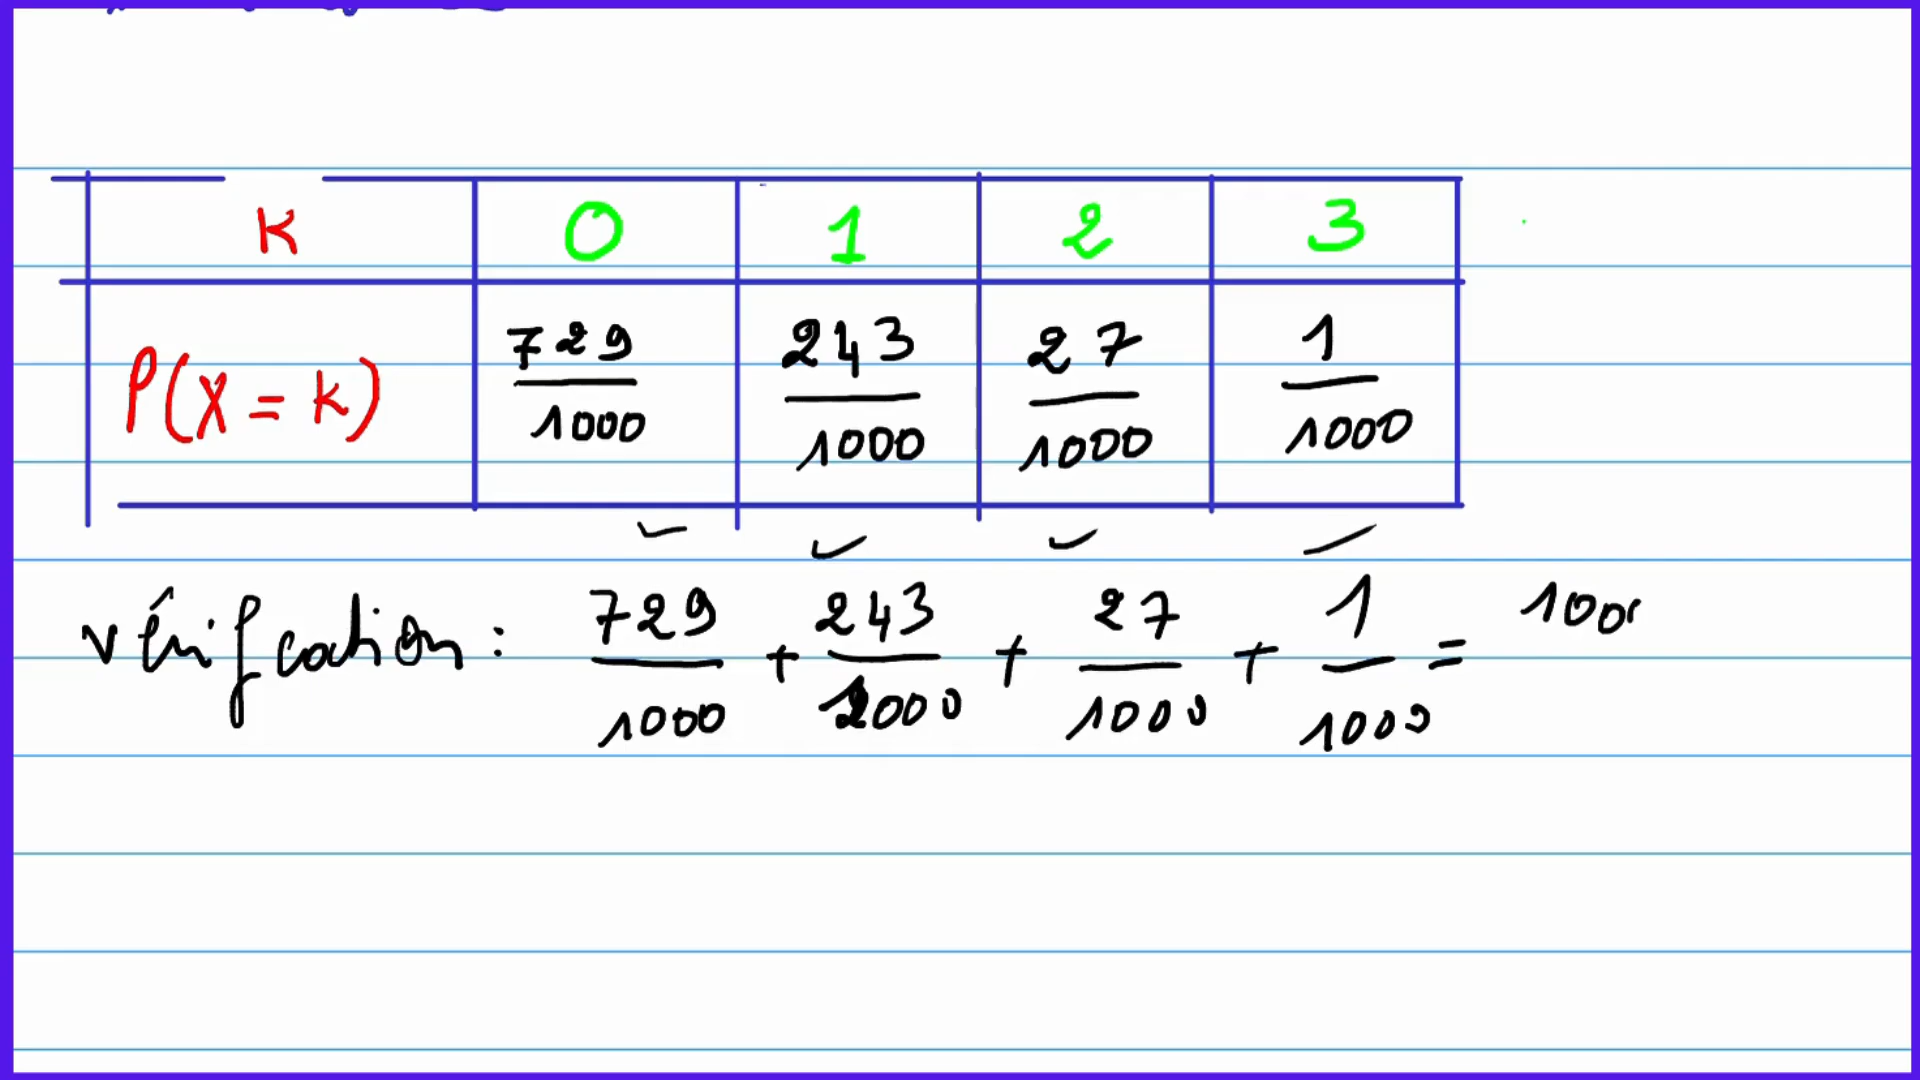 K 0 1 2 3
P(X = K) 729/1000 243/1000 27/1000 1/1000
vérification : 729/1000 + 243/1000 + 27/1000 + 1/1000 = 1000